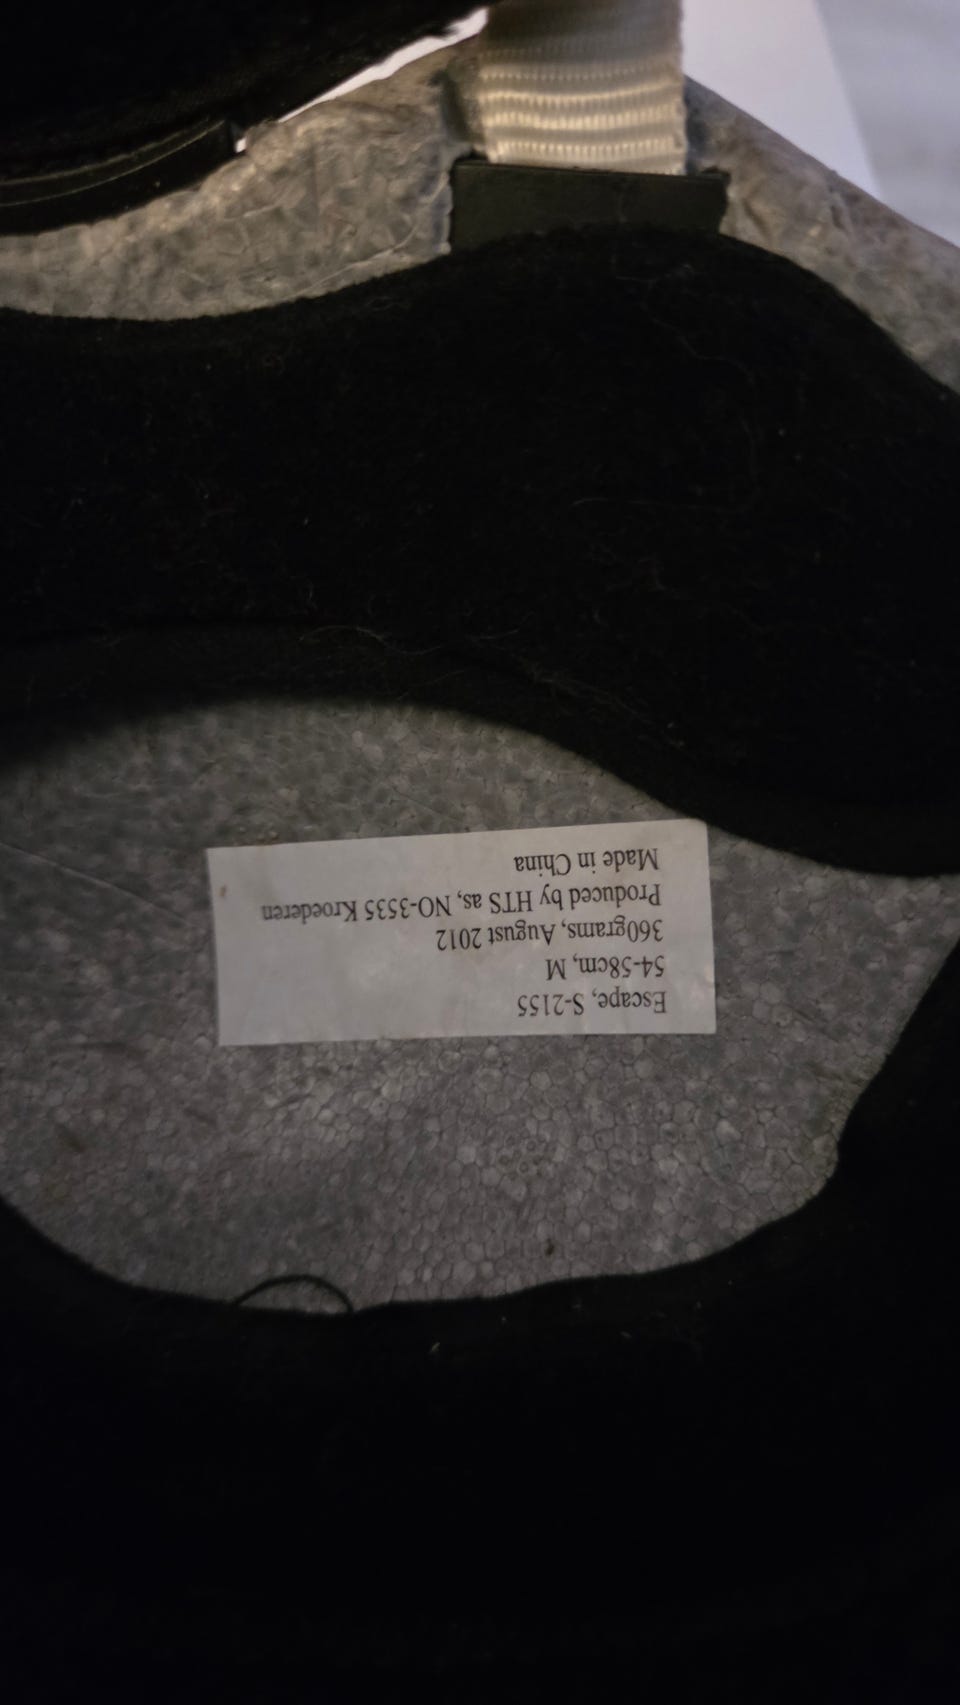 Escape, S-2155
54-58cm, M
360grams, August 2012
Produced by HTS as, NO-3535 Kroederen
Made in China